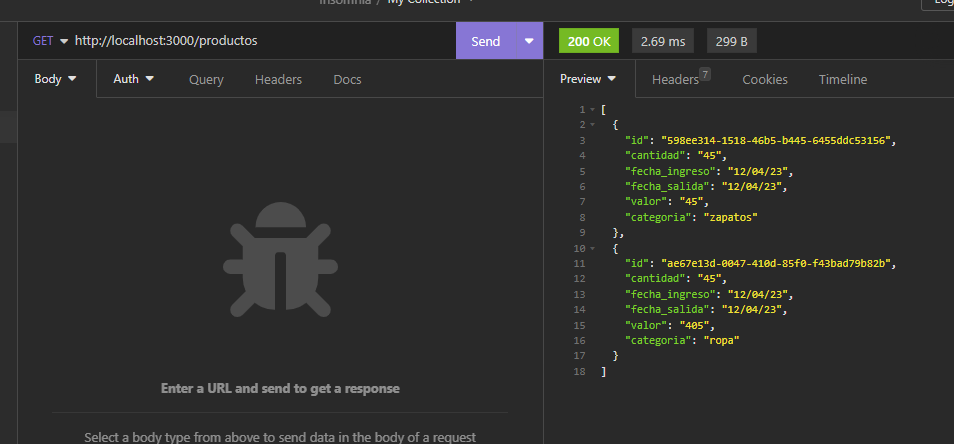 Insomnia / My Collection
Log
GET http://localhost:3000/productos Send 200 OK 2.69 ms 299 B
Body Auth Query Headers Docs Preview Headers 7 Cookies Timeline
1 [
2 {
3 "id": "598ee314-1518-46b5-b445-6455ddc53156",
4 "cantidad": "45",
5 "fecha_ingreso": "12/04/23",
6 "fecha_salida": "12/04/23",
7 "valor": "45",
8 "categoria": "zapatos"
9 },
10 {
11 "id": "ae67e13d-0047-410d-85f0-f43bad79b82b",
12 "cantidad": "45",
13 "fecha_ingreso": "12/04/23",
14 "fecha_salida": "12/04/23",
15 "valor": "405",
16 "categoria": "ropa"
17 }
18 ]
Enter a URL and send to get a response
Select a body type from above to send data in the body of a request